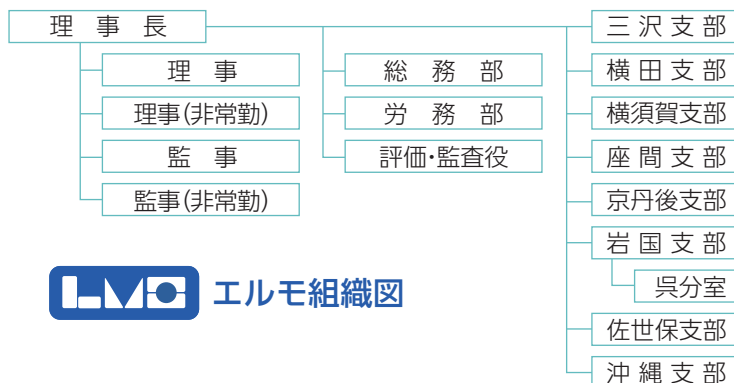 理事長
理事
理事(非常勤)
監事
監事(非常勤)
総務部
労務部
評価・監査役
三沢支部
横田支部
横須賀支部
座間支部
京丹後支部
岩国支部
呉分室
佐世保支部
沖縄支部
LMO エルモ組織図